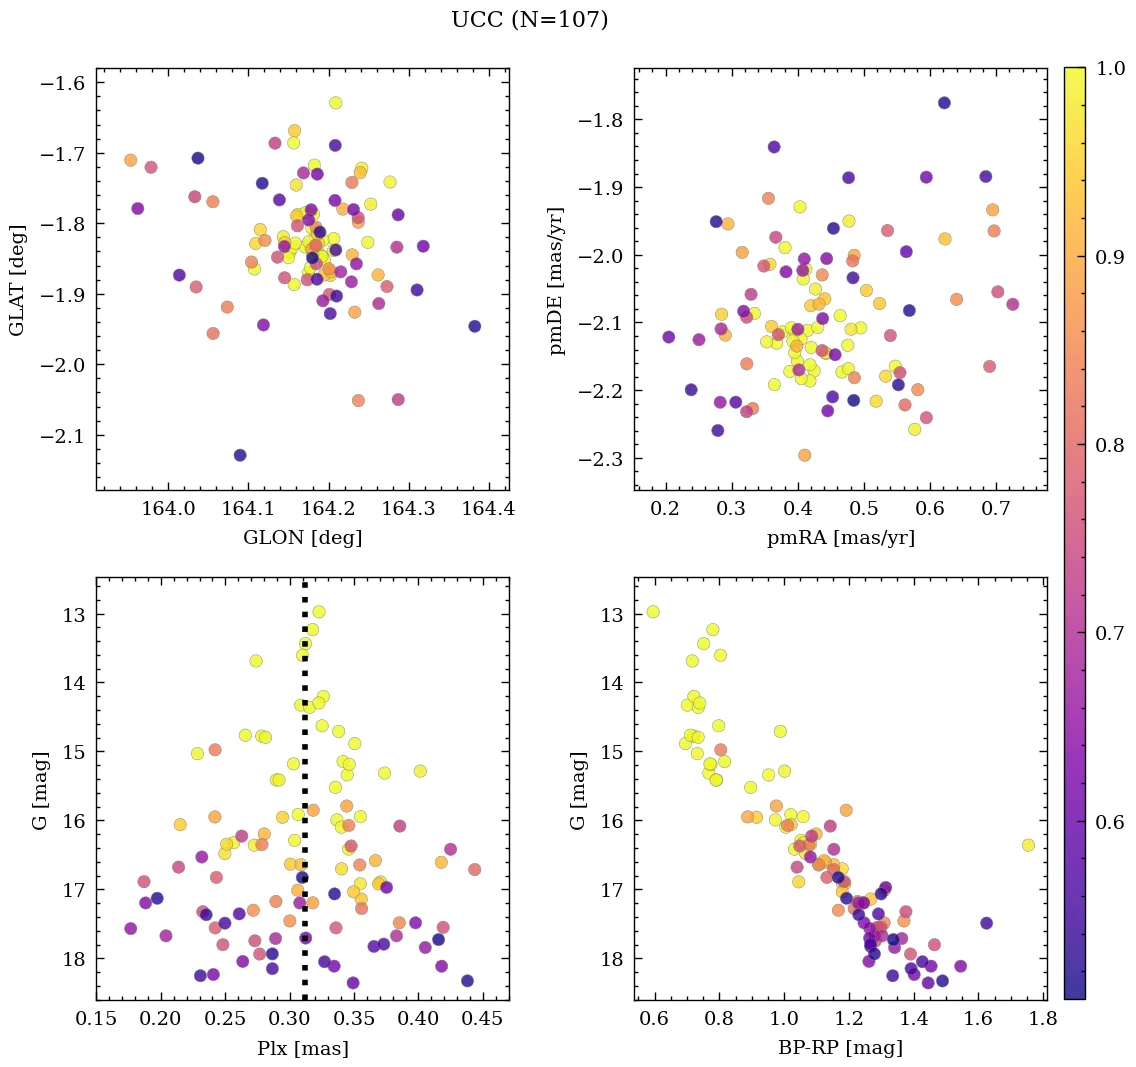 UCC (N=107)
−1.6
−1.7
−1.8
−1.9
−2.0
−2.1
GLAT [deg]
164.0 164.1 164.2 164.3 164.4
GLON [deg]
−1.8
−1.9
−2.0
−2.1
−2.2
−2.3
pmDE [mas/yr]
0.2 0.3 0.4 0.5 0.6 0.7
pmRA [mas/yr]
13
14
15
16
17
18
G [mag]
0.15 0.20 0.25 0.30 0.35 0.40 0.45
Plx [mas]
13
14
15
16
17
18
G [mag]
0.6 0.8 1.0 1.2 1.4 1.6 1.8
BP-RP [mag]
1.0
0.9
0.8
0.7
0.6